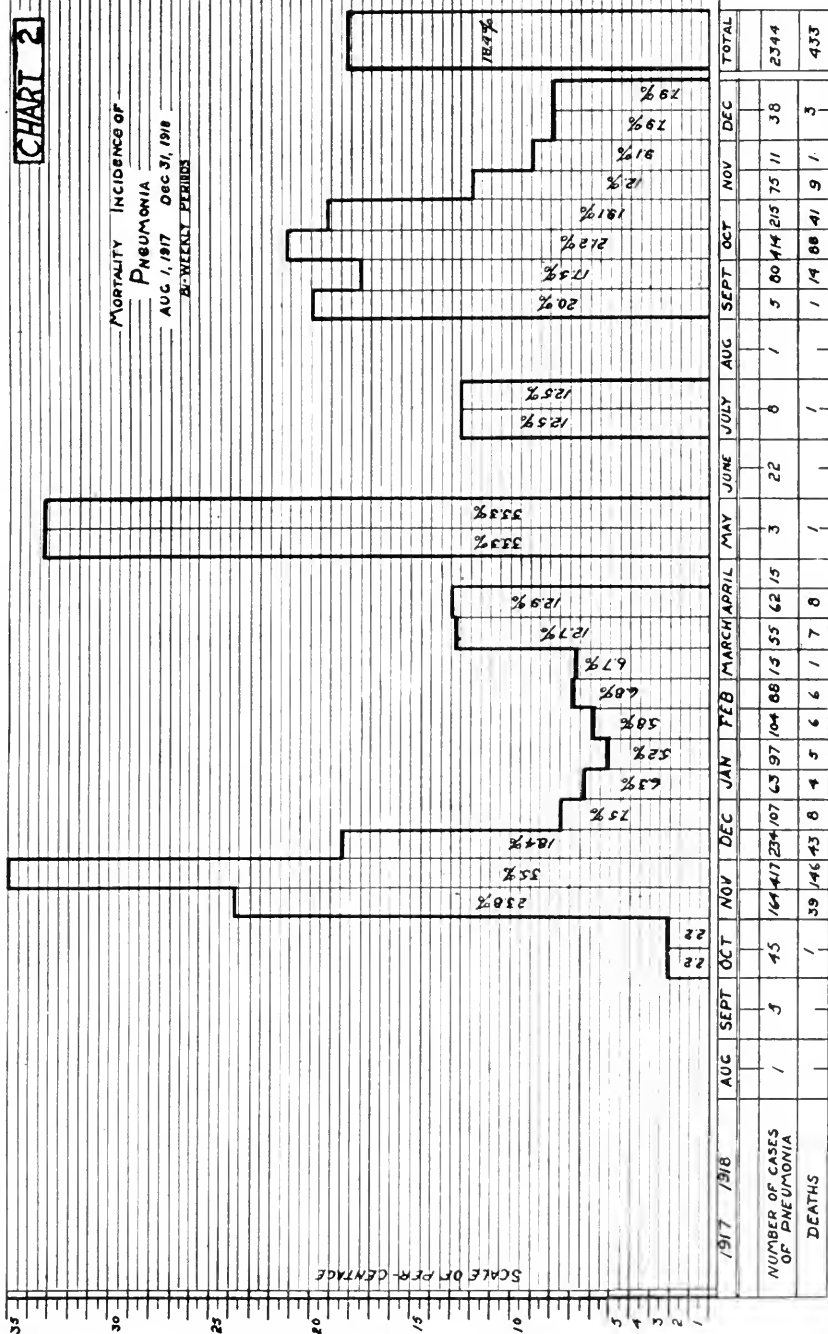 CHART 2
MORTALITY INCIDENCE OF
PNEUMONIA
AUG 1, 1917 DEC 31, 1918
BI-WEEKLY PERIODS
SCALE OF PER-CENTAGE
35
30
25
20
15
10
5
4
3
2
1
2.2 2.2 23.8% 35% 18.4% 7.5% 6.3% 5.2% 5.8% 6.8% 6.7% 12.7% 12.9% 33.3% 33.3% 12.5% 12.5% 20.% 17.5% 21.2% 19.1% 12.% 9.1% 7.9% 7.9% 18.4%
1917 1918 AUG SEPT OCT NOV DEC JAN FEB MARCH APRIL MAY JUNE JULY AUG SEPT OCT NOV DEC TOTAL
NUMBER OF CASES
OF PNEUMONIA 1 45 164 417 234 107 63 97 104 88 15 55 62 15 3 22 8 1 5 80 414 215 75 11 38 2344
DEATHS — — 1 39 146 43 8 4 5 6 6 1 7 8 1 1 — 1 14 88 41 9 1 3 433